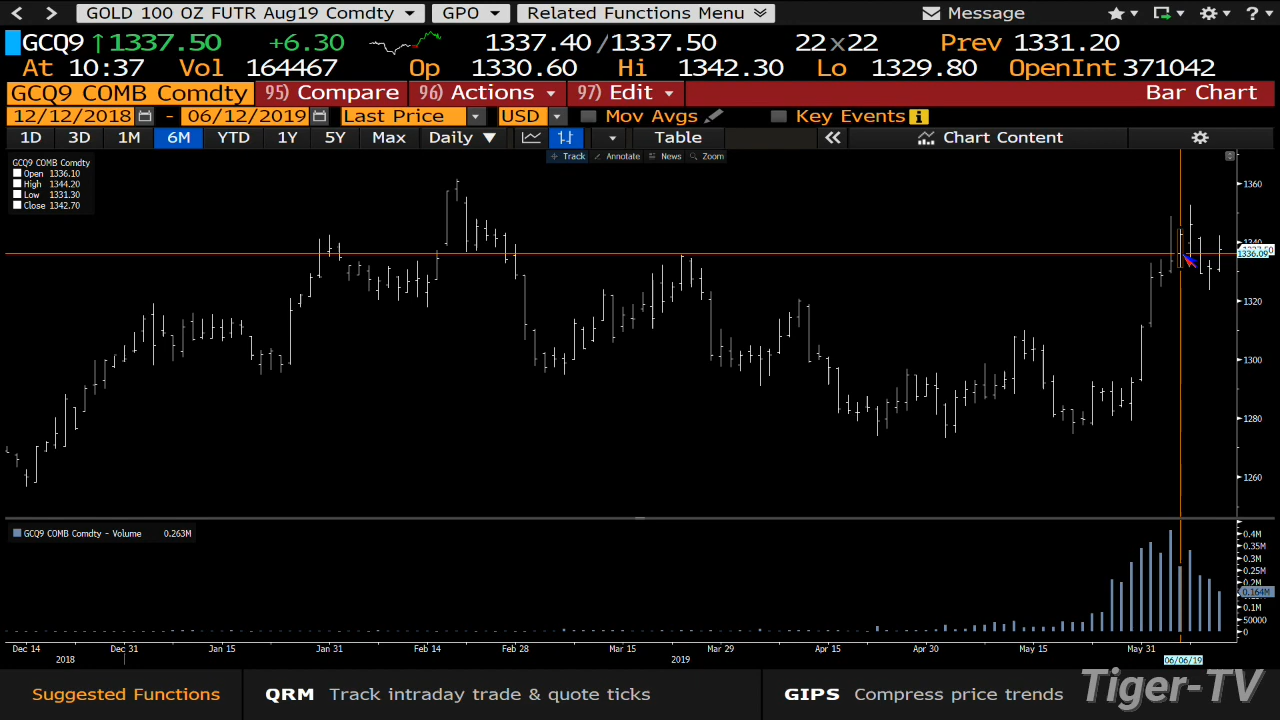 GOLD 100 OZ FUTR Aug19 Comdty GPO Related Functions Menu Message
GCQ9 ↑1337.50 +6.30 1337.40/1337.50 22x22 Prev 1331.20
At 10:37 Vol 164467 Op 1330.60 Hi 1342.30 Lo 1329.80 OpenInt 371042
GCQ9 COMB Comdty 95) Compare 96) Actions 97) Edit Bar Chart
12/12/2018 - 06/12/2019 Last Price USD Mov Avgs Key Events
1D 3D 1M 6M YTD 1Y 5Y Max Daily ▼ Table « Chart Content
Track Annotate News Zoom
GCQ9 COMB Comdty
Open 1336.10
High 1344.20
Low 1331.30
Close 1342.70
1360
1336.09
1320
1300
1280
1260
GCQ9 COMB Comdty - Volume 0.263M
0.4M
0.35M
0.3M
0.25M
0.2M
0.164M
0.1M
50000
0
Dec 14 Dec 31 Jan 15 Jan 31 Feb 14 Feb 28 Mar 15 Mar 29 Apr 15 Apr 30 May 15 May 31
2018 2019 06/06/19
Suggested Functions QRM Track intraday trade & quote ticks GIPS Compress price trends
Tiger-TV